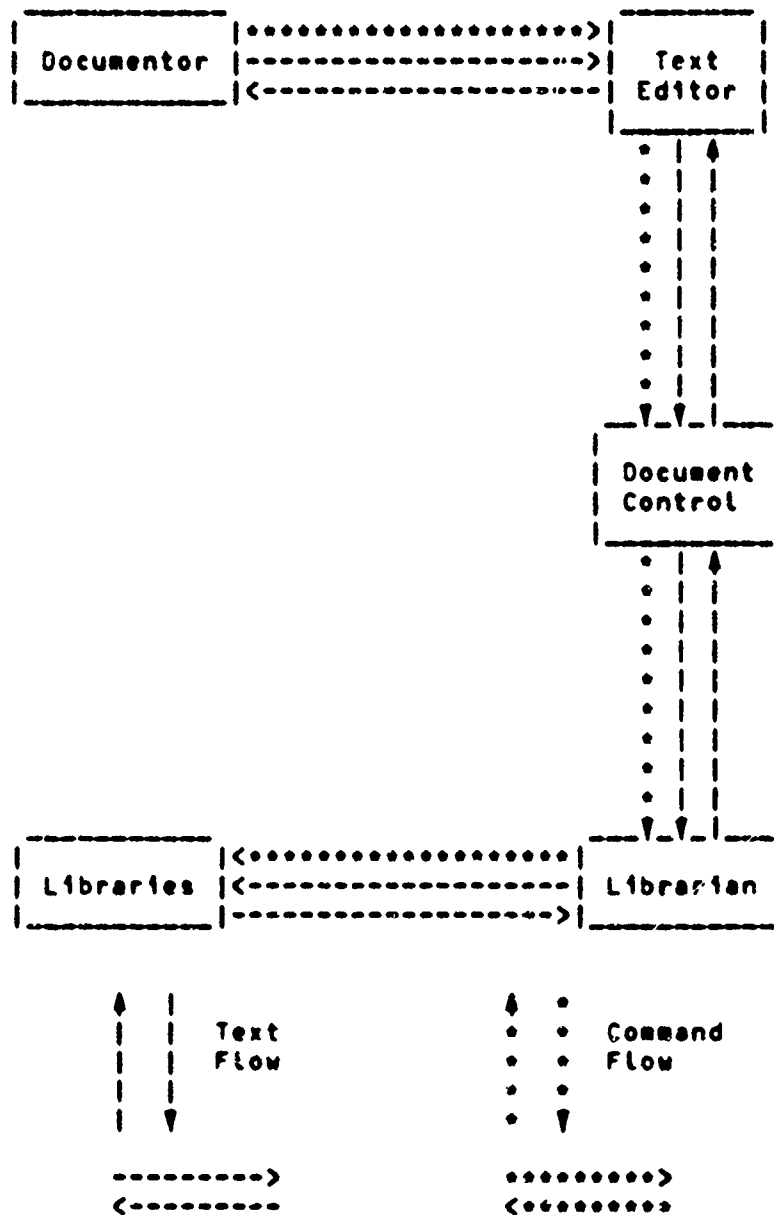 Documentor
Text
Editor
Document
Control
Libraries
Librarian
Text
Flow
Command
Flow